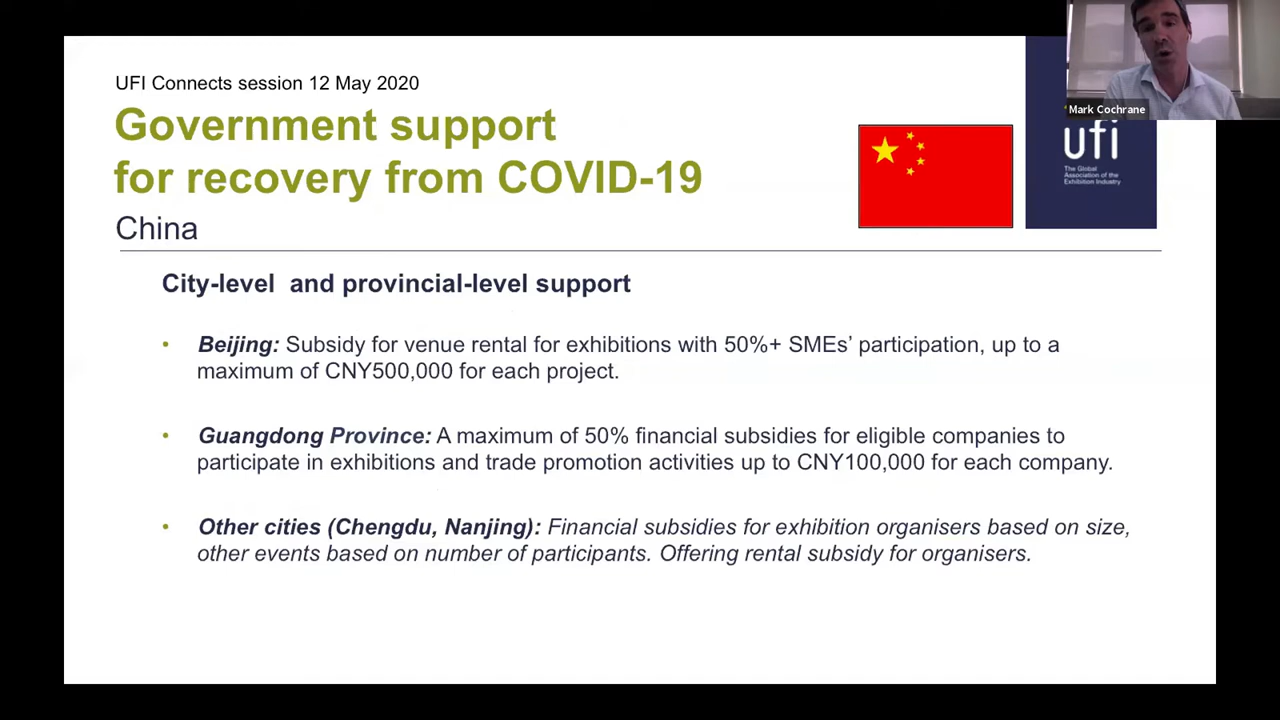 UFI Connects session 12 May 2020
Government support
for recovery from COVID-19
China
Mark Cochrane
ufi
The Global
Association of the
Exhibition Industry
City-level  and provincial-level support
• Beijing: Subsidy for venue rental for exhibitions with 50%+ SMEs’ participation, up to a
maximum of CNY500,000 for each project.
• Guangdong Province: A maximum of 50% financial subsidies for eligible companies to
participate in exhibitions and trade promotion activities up to CNY100,000 for each company.
• Other cities (Chengdu, Nanjing): Financial subsidies for exhibition organisers based on size,
other events based on number of participants. Offering rental subsidy for organisers.